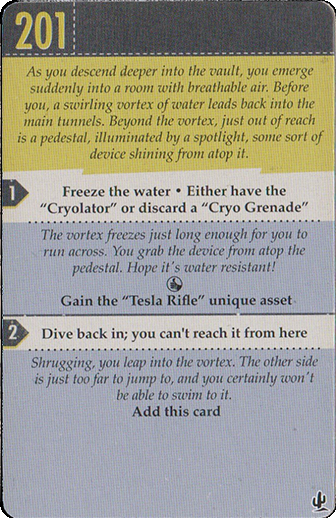 201
As you descend deeper into the vault, you emerge
suddenly into a room with breathable air. Before
you, a swirling vortex of water leads back into the
main tunnels. Beyond the vortex, just out of reach
is a pedestal, illuminated by a spotlight, some sort of
device shining from atop it.
1
Freeze the water • Either have the
“Cryolator” or discard a “Cryo Grenade”
The vortex freezes just long enough for you to
run across. You grab the device from atop the
pedestal. Hope it's water resistant!
Gain the “Tesla Rifle” unique asset
2
Dive back in; you can't reach it from here
Shrugging, you leap into the vortex. The other side
is just too far to jump to, and you certainly won't
be able to swim to it.
Add this card